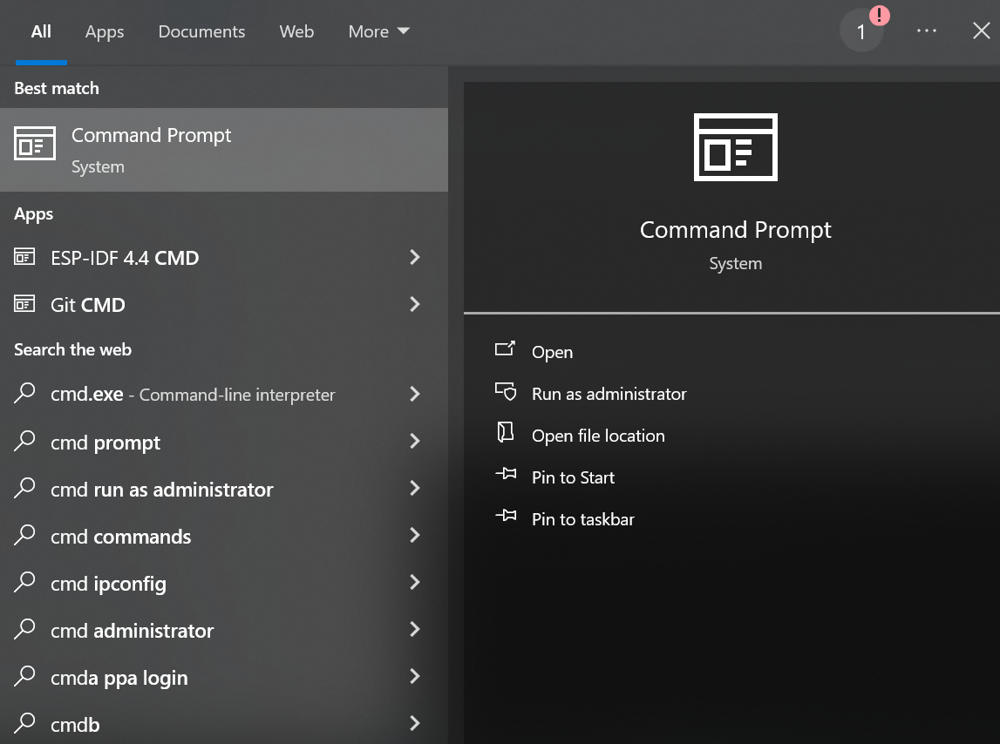 All Apps Documents Web More 1 ! ...
Best match
Command Prompt
System
Apps
ESP-IDF 4.4 CMD
Git CMD
Search the web
cmd.exe - Command-line interpreter
cmd prompt
cmd run as administrator
cmd commands
cmd ipconfig
cmd administrator
cmda ppa login
cmdb
Command Prompt
System
Open
Run as administrator
Open file location
Pin to Start
Pin to taskbar